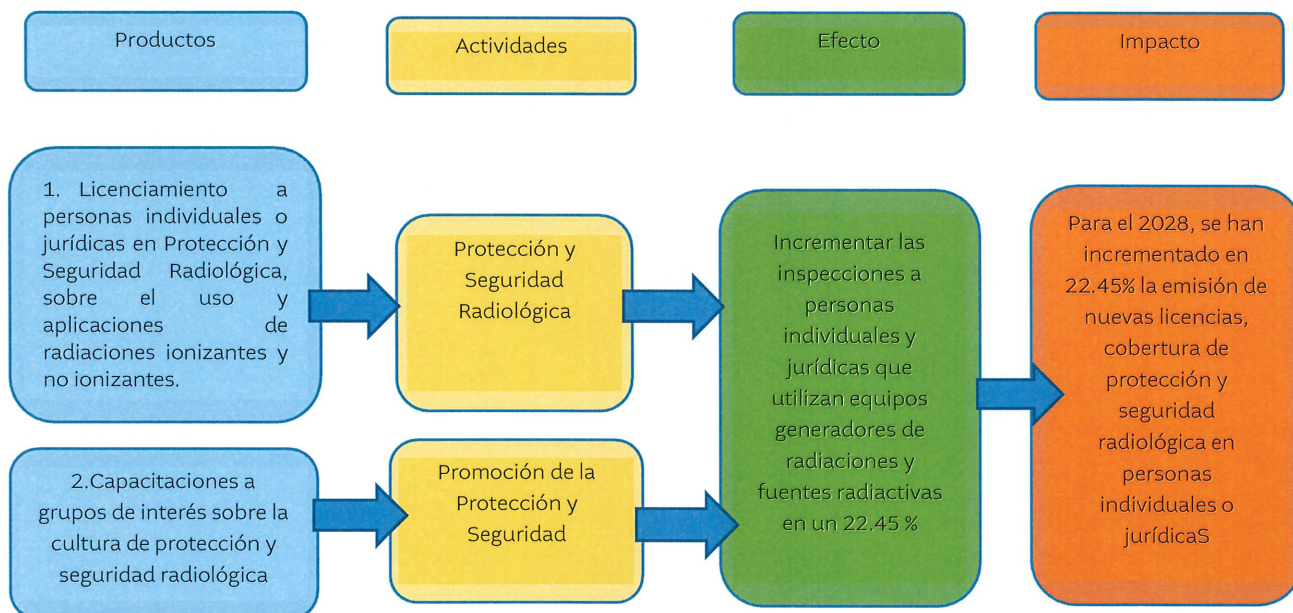 Productos
Actividades
Efecto
Impacto
1. Licenciamiento a
personas individuales o
jurídicas en Protección y
Seguridad Radiológica,
sobre el uso y
aplicaciones de
radiaciones ionizantes y
no ionizantes.
Protección y
Seguridad
Radiológica
2.Capacitaciones a
grupos de interés sobre la
cultura de protección y
seguridad radiológica
Promoción de la
Protección y
Seguridad
Incrementar las
inspecciones a
personas
individuales y
jurídicas que
utilizan equipos
generadores de
radiaciones y
fuentes radiactivas
en un 22.45 %
Para el 2028, se han
incrementado en
22.45% la emisión de
nuevas licencias,
cobertura de
protección y
seguridad
radiológica en
personas
individuales o
jurídicaS